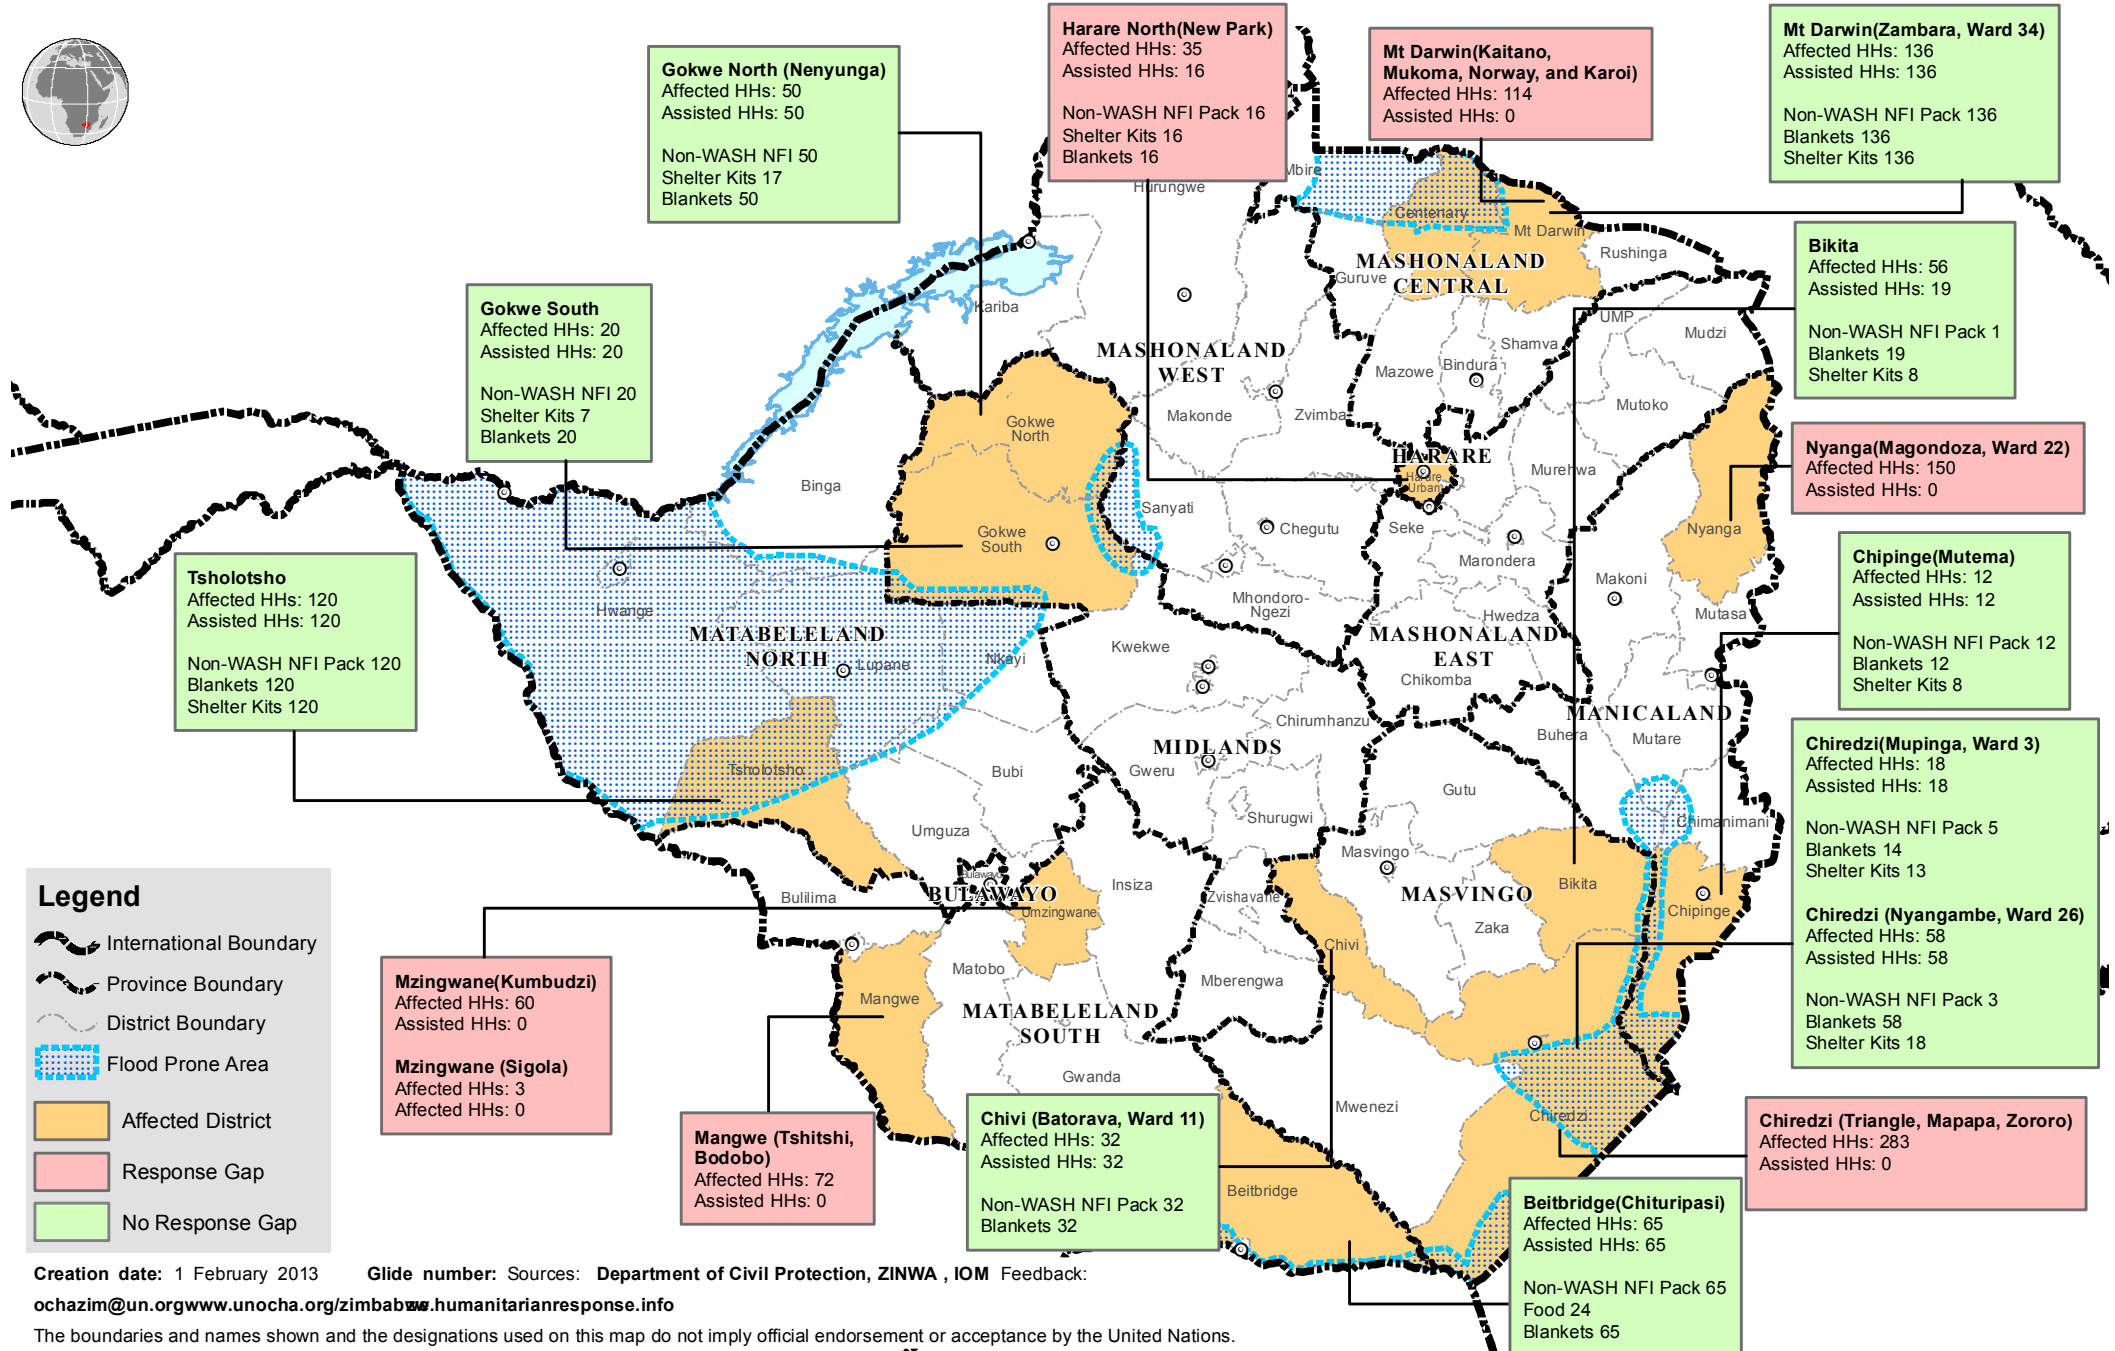 Harare North(New Park)
Affected HHs: 35
Assisted HHs: 16
Non-WASH NFI Pack 16
Shelter Kits 16
Blankets 16
Mt Darwin(Kaitano,
Mukoma, Norway, and Karoi)
Affected HHs: 114
Assisted HHs: 0
Mt Darwin(Zambara, Ward 34)
Affected HHs: 136
Assisted HHs: 136
Non-WASH NFI Pack 136
Blankets 136
Shelter Kits 136
Gokwe North (Nenyunga)
Affected HHs: 50
Assisted HHs: 50
Non-WASH NFI 50
Shelter Kits 17
Blankets 50
Bikita
Affected HHs: 56
Assisted HHs: 19
Non-WASH NFI Pack 1
Blankets 19
Shelter Kits 8
Gokwe South
Affected HHs: 20
Assisted HHs: 20
Non-WASH NFI 20
Shelter Kits 7
Blankets 20
Nyanga(Magondoza, Ward 22)
Affected HHs: 150
Assisted HHs: 0
Chipinge(Mutema)
Affected HHs: 12
Assisted HHs: 12
Non-WASH NFI Pack 12
Blankets 12
Shelter Kits 8
Tsholotsho
Affected HHs: 120
Assisted HHs: 120
Non-WASH NFI Pack 120
Blankets 120
Shelter Kits 120
Chiredzi(Mupinga, Ward 3)
Affected HHs: 18
Assisted HHs: 18
Non-WASH NFI Pack 5
Blankets 14
Shelter Kits 13
Chiredzi (Nyangambe, Ward 26)
Affected HHs: 58
Assisted HHs: 58
Non-WASH NFI Pack 3
Blankets 58
Shelter Kits 18
Mzingwane(Kumbudzi)
Affected HHs: 60
Assisted HHs: 0
Mzingwane (Sigola)
Affected HHs: 3
Affected HHs: 0
Mangwe (Tshitshi,
Bodobo)
Affected HHs: 72
Assisted HHs: 0
Chivi (Batorava, Ward 11)
Affected HHs: 32
Assisted HHs: 32
Non-WASH NFI Pack 32
Blankets 32
Chiredzi (Triangle, Mapapa, Zororo)
Affected HHs: 283
Assisted HHs: 0
Beitbridge(Chituripasi)
Affected HHs: 65
Assisted HHs: 65
Non-WASH NFI Pack 65
Food 24
Blankets 65
Hurungwe
Mbire
Centenary
Mt Darwin
Rushinga
MASHONALAND
CENTRAL
Guruve
Kariba
UMP
Mudzi
Shamva
MASHONALAND
WEST
Mazowe
Bindura
Mutoko
Makonde
Zvimba
Gokwe
North
HARARE
Harare
Urban
Murehwa
Binga
Sanyati
Chegutu
Seke
Nyanga
Gokwe
South
Marondera
Makoni
Hwange
Mhondoro-
Ngezi
Hwedza
Mutasa
MATABELELAND
NORTH
Lupane
Nkayi
Kwekwe
MASHONALAND
EAST
Chikomba
MANICALAND
Chirumhanzu
Buhera
Mutare
MIDLANDS
Gweru
Tsholotsho
Bubi
Gutu
Shurugwi
Chimanimani
Umguza
Masvingo
Bulawayo
BULAWAYO
Insiza
Zvishavane
MASVINGO
Bikita
Bulilima
Umzingwane
Chipinge
Zaka
Chivi
Matobo
Mberengwa
Mangwe
MATABELELAND
SOUTH
Gwanda
Mwenezi
Chiredzi
Beitbridge
Legend
International Boundary
Province Boundary
District Boundary
Flood Prone Area
Affected District
Response Gap
No Response Gap
Creation date: 1 February 2013 Glide number: Sources: Department of Civil Protection, ZINWA , IOM Feedback:
ochazim@un.orgwww.unocha.org/zimbabwe.humanitarianresponse.info
The boundaries and names shown and the designations used on this map do not imply official endorsement or acceptance by the United Nations.